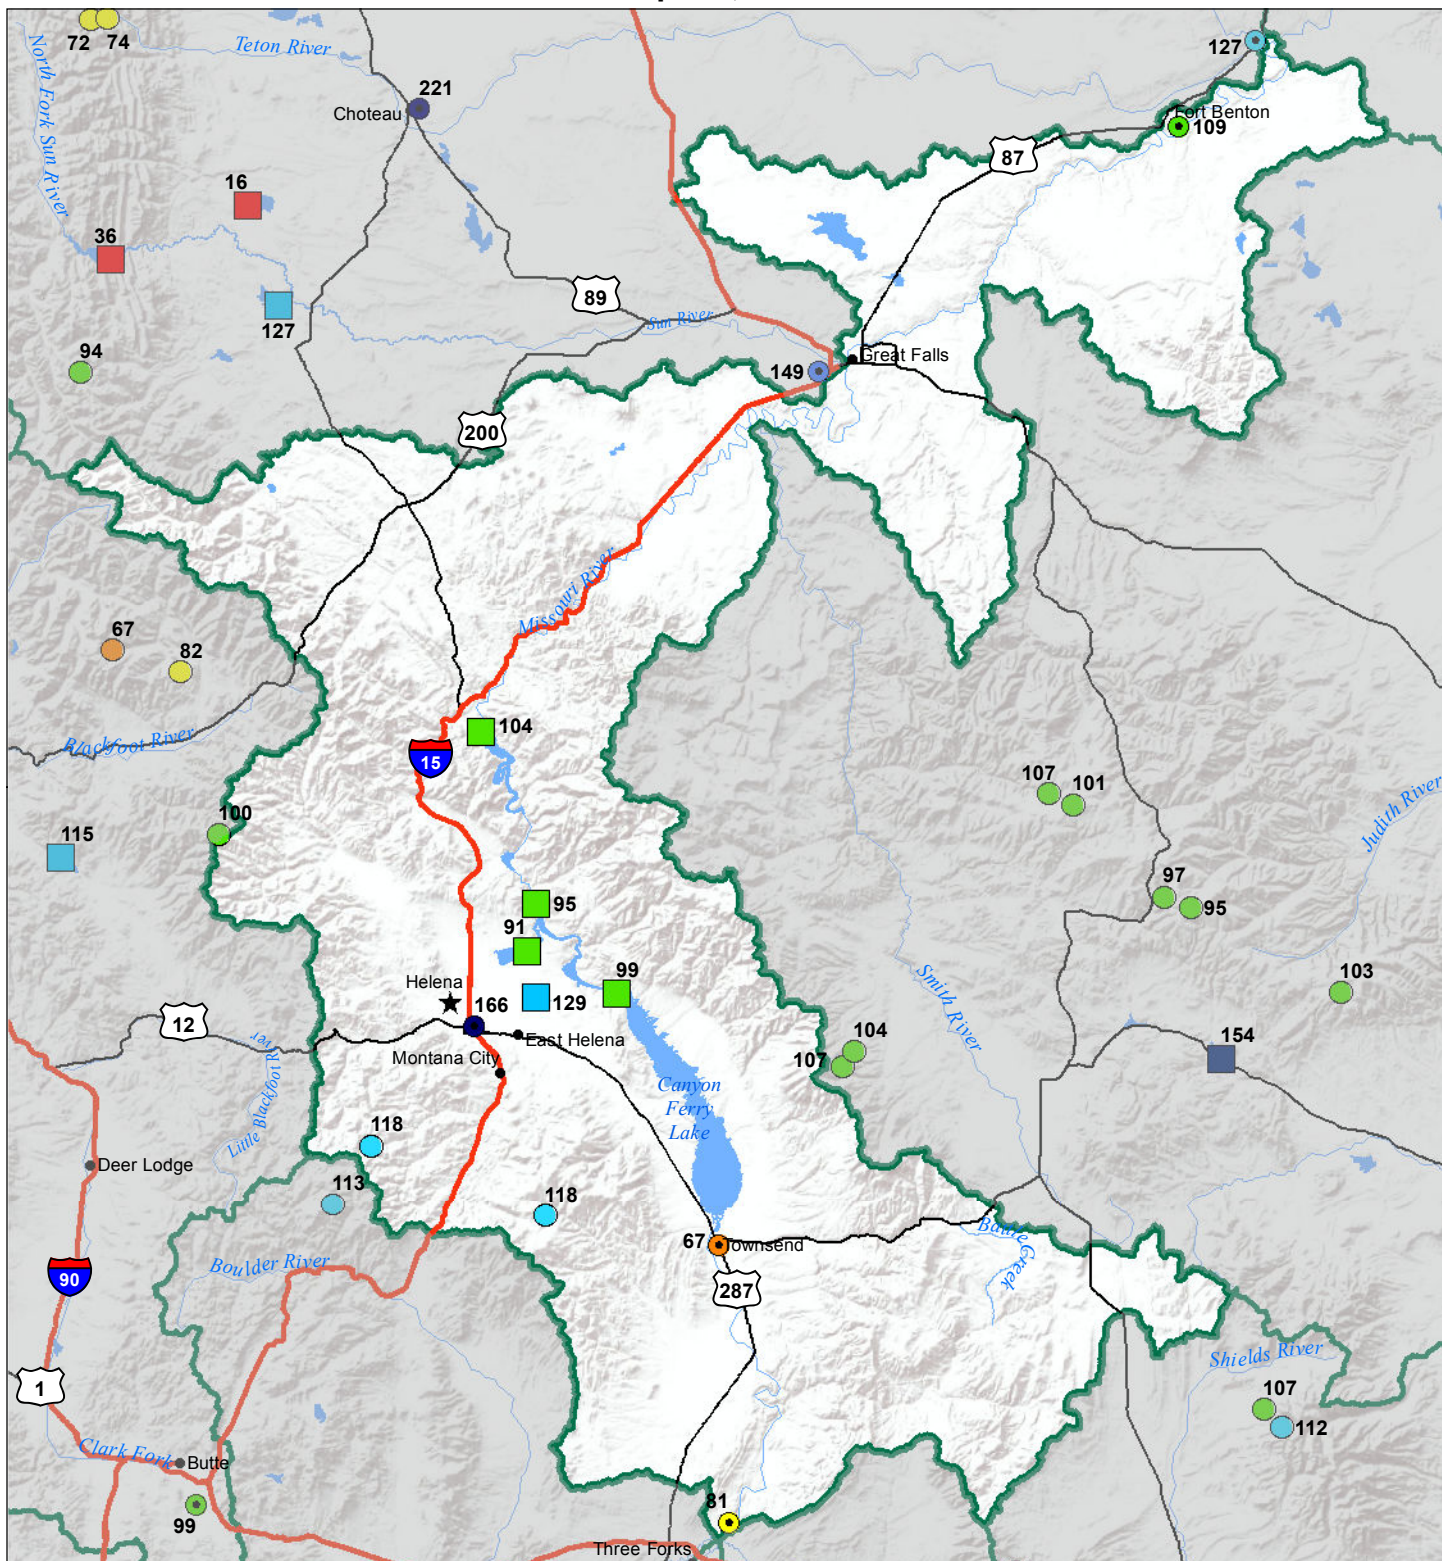 72
74
Teton River
127
North Fork Sun River
221
Choteau
Fort Benton
109
87
16
36
89
127
Sun River
94
Great Falls
149
200
Missouri River
67
82
104
Blackfoot River
15
107
101
Judith River
100
115
97
95
95
91
99
103
Helena
Smith River
129
166
12
East Helena
104
154
Montana City
107
Little Blackfoot River
Canyon
Ferry
Lake
118
Deer Lodge
113
118
67
Townsend
Battle Creek
Boulder River
90
287
Shields River
1
107
112
Clark Fork
Butte
81
99
Three Forks